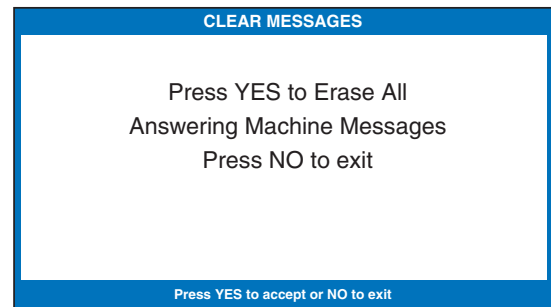 CLEAR MESSAGES
Press YES to Erase All
Answering Machine Messages
Press NO to exit
Press YES to accept or NO to exit